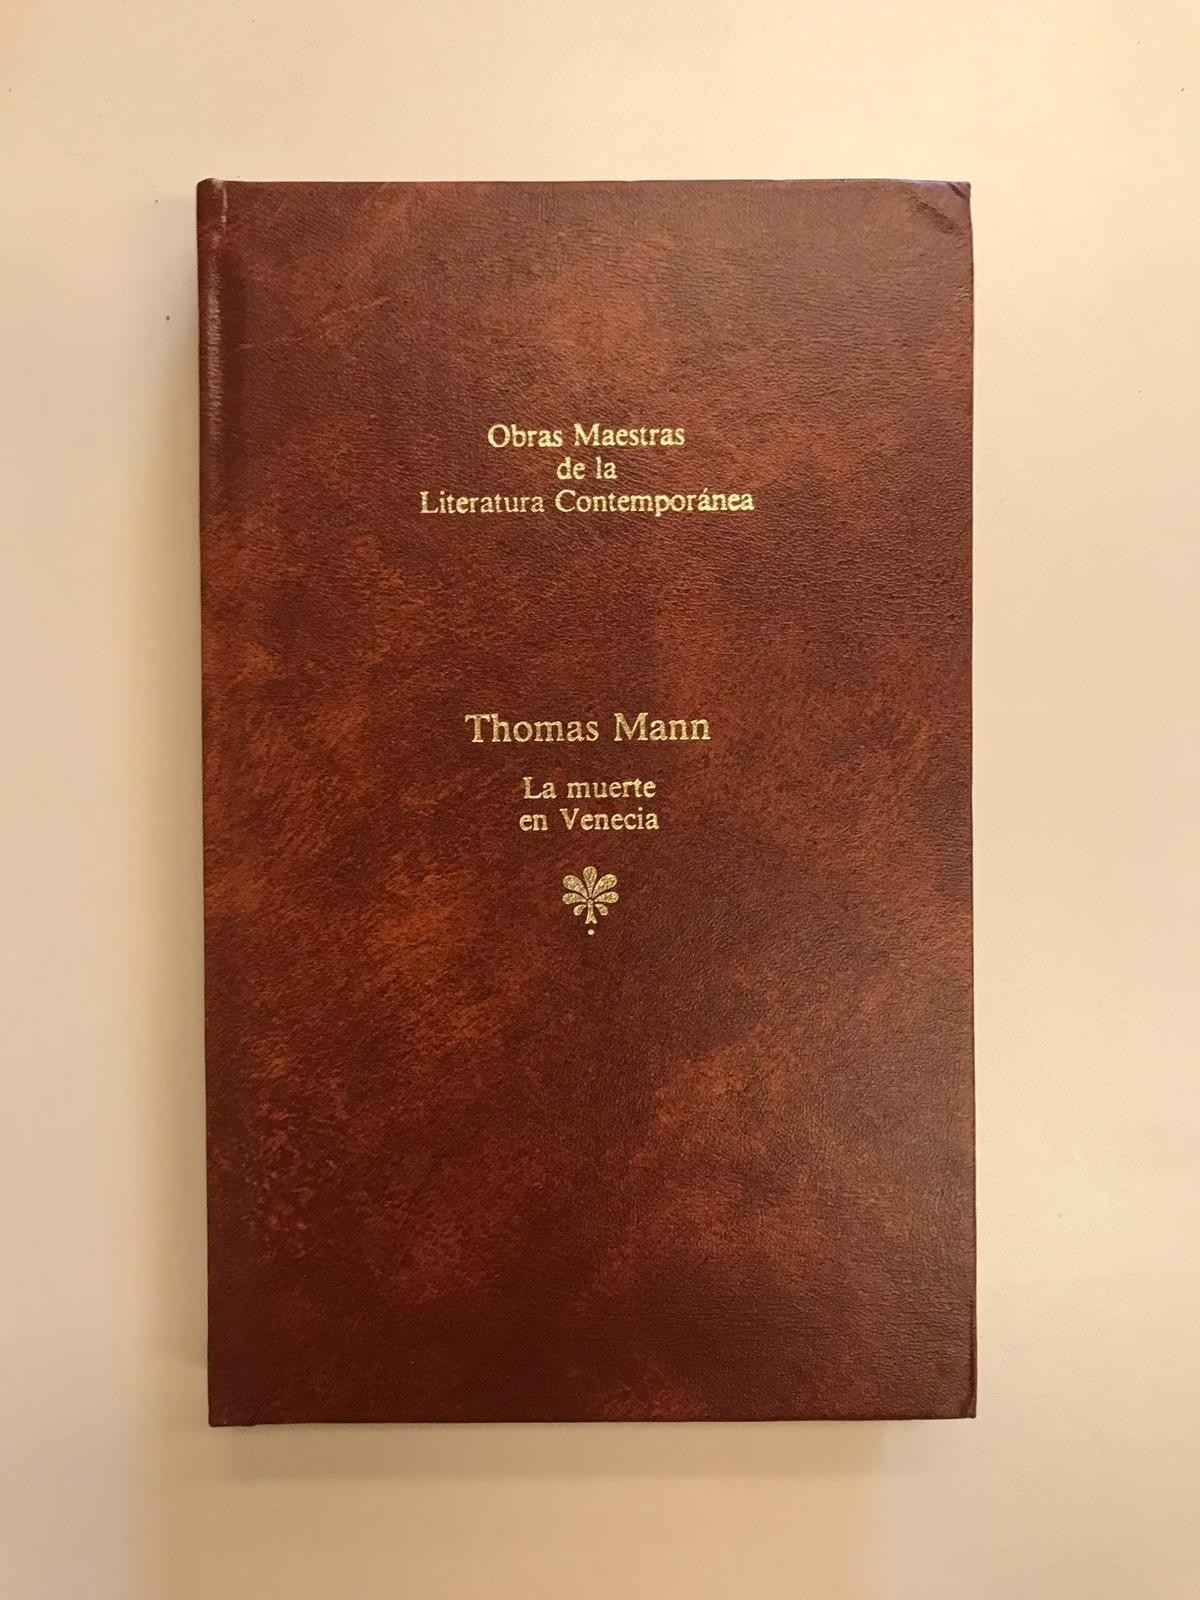 Obras Maestras
de la
Literatura Contemporánea
Thomas Mann
La muerte
en Venecia